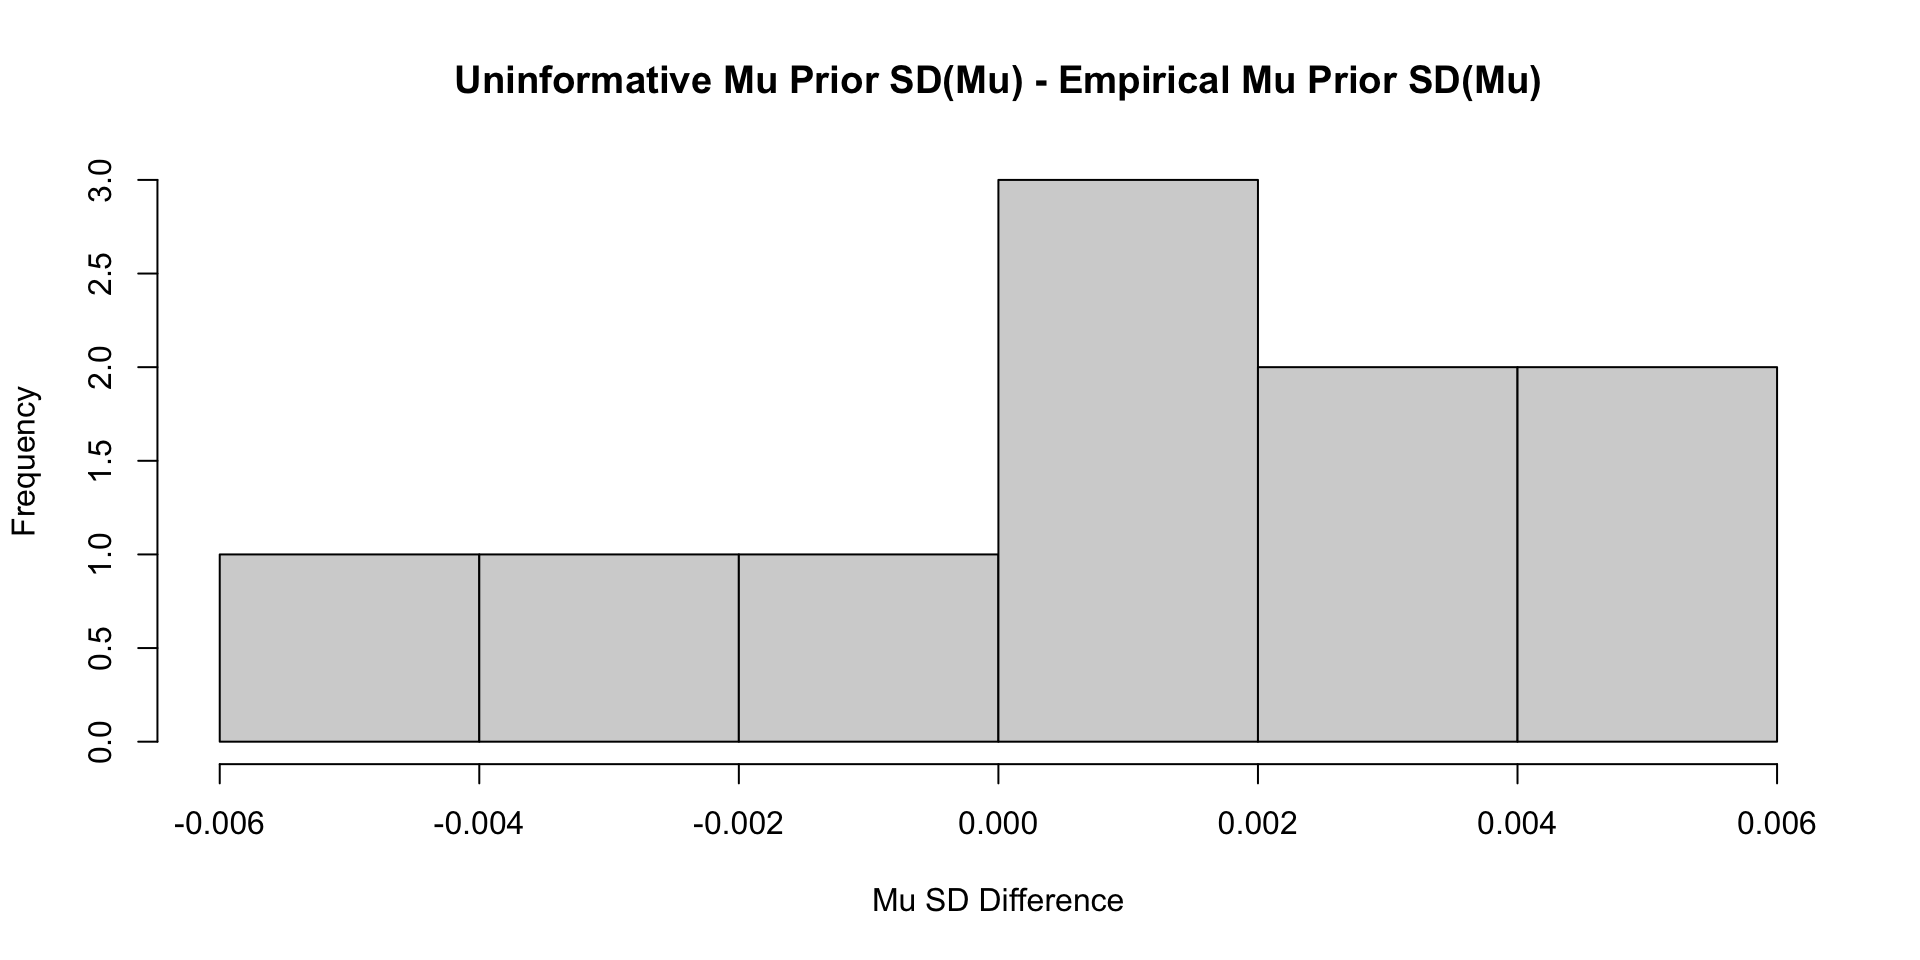 Uninformative Mu Prior SD(Mu) - Empirical Mu Prior SD(Mu)
Frequency
3.0
2.5
2.0
1.5
1.0
0.5
0.0
-0.006 -0.004 -0.002 0.000 0.002 0.004 0.006
Mu SD Difference